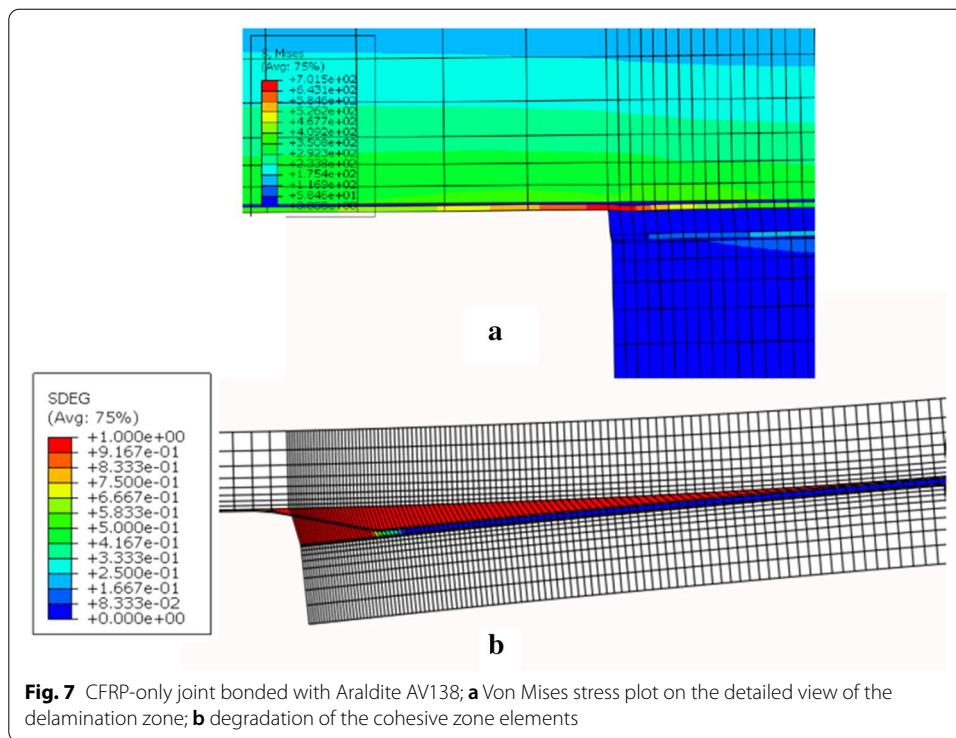 S, Mises
(Avg: 75%)
+7.015e+02
+6.431e+02
+5.846e+02
+5.262e+02
+4.677e+02
+4.092e+02
+3.508e+02
+2.923e+02
+2.338e+02
+1.754e+02
+1.169e+02
+5.846e+01
+0.000e+00
a
SDEG
(Avg: 75%)
+1.000e+00
+9.167e-01
+8.333e-01
+7.500e-01
+6.667e-01
+5.833e-01
+5.000e-01
+4.167e-01
+3.333e-01
+2.500e-01
+1.667e-01
+8.333e-02
+0.000e+00
b
Fig. 7 CFRP-only joint bonded with Araldite AV138; a Von Mises stress plot on the detailed view of the
delamination zone; b degradation of the cohesive zone elements